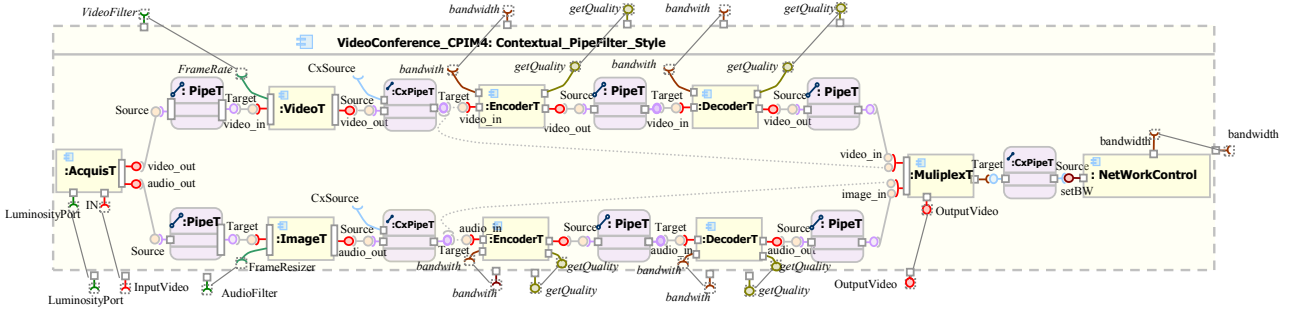 VideoFilter
bandwidth
getQuality
bandwidth
getQuality
VideoConference_CPIM4: Contextual_PipeFilter_Style
FrameRate
CxSource
bandwith
getQuality
bandwith
getQuality
Source
: PipeT
Target
:VideoT
Source
:CxPipeT
Target
:EncoderT
Source
: PipeT
Target
:DecoderT
Source
: PipeT
video_in
video_out
video_in
video_out
video_in
video_out
bandwidth
bandwidth
:AcquisT
video_out
audio_out
video_in
image_in
:MuliplexT
Target
:CxPipeT
Source
setBW
: NetWorkControl
LuminosityPort
IN
CxSource
OutputVideo
Source
:PipeT
Target
:ImageT
Source
audio_out
:CxPipeT
Target
audio_in
:EncoderT
Source
: PipeT
Target
audio_in
:DecoderT
Source
audio_out
: PipeT
FrameResizer
bandwith
getQuality
bandwith
getQuality
LuminosityPort
InputVideo
AudioFilter
bandwith
getQuality
bandwith
getQuality
OutputVideo